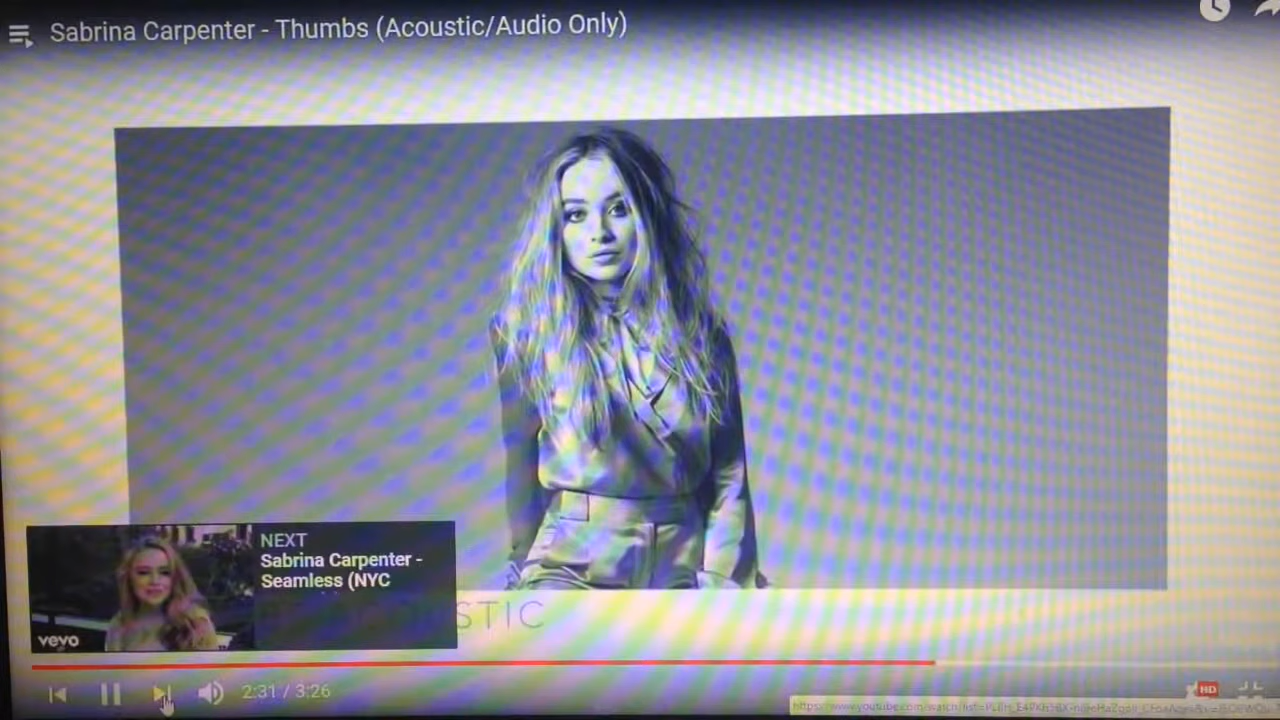 Sabrina Carpenter - Thumbs (Acoustic/Audio Only)
NEXT
Sabrina Carpenter -
Seamless (NYC
vevo
STIC
2:31 / 3:26
HD